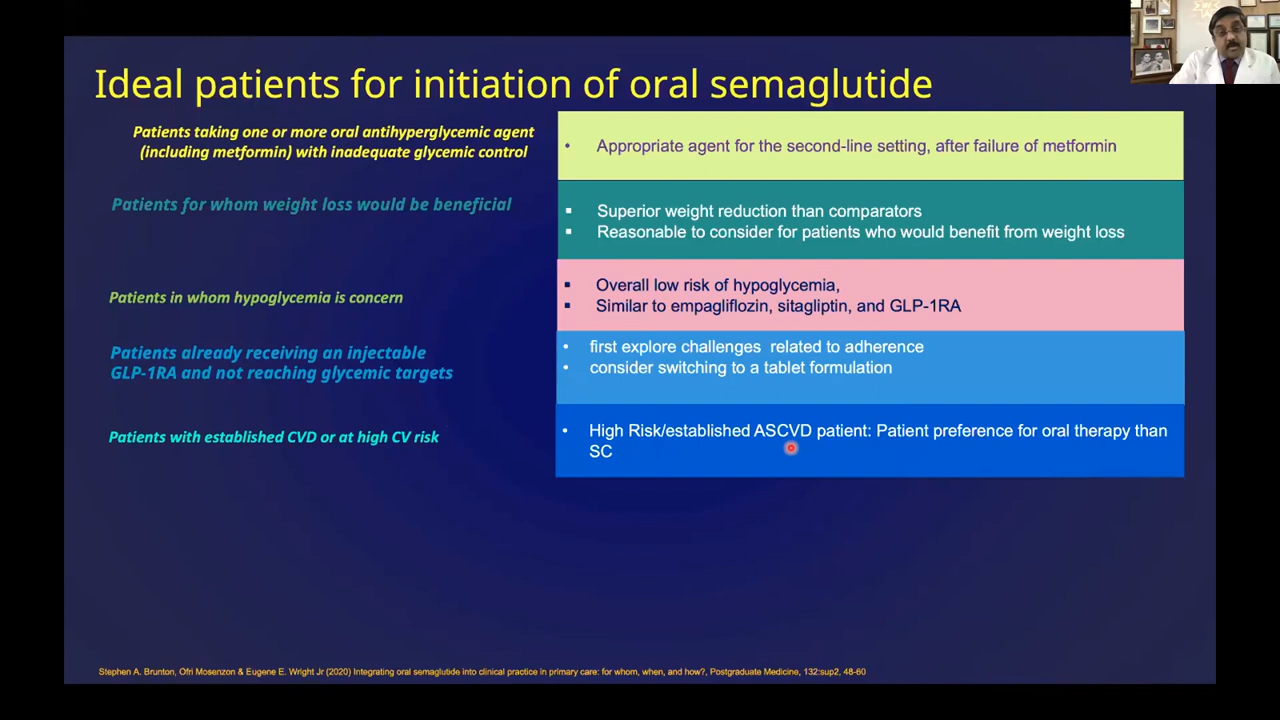 Ideal patients for initiation of oral semaglutide
Patients taking one or more oral antihyperglycemic agent
(including metformin) with inadequate glycemic control
• Appropriate agent for the second-line setting, after failure of metformin
Patients for whom weight loss would be beneficial
▪ Superior weight reduction than comparators
▪ Reasonable to consider for patients who would benefit from weight loss
Patients in whom hypoglycemia is concern
▪ Overall low risk of hypoglycemia,
▪ Similar to empagliflozin, sitagliptin, and GLP-1RA
Patients already receiving an injectable
GLP-1RA and not reaching glycemic targets
• first explore challenges related to adherence
• consider switching to a tablet formulation
Patients with established CVD or at high CV risk
• High Risk/established ASCVD patient: Patient preference for oral therapy than
SC
Stephen A. Brunton, Ofri Mosenzon & Eugene E. Wright Jr (2020) Integrating oral semaglutide into clinical practice in primary care: for whom, when, and how?, Postgraduate Medicine, 132:sup2, 48-60